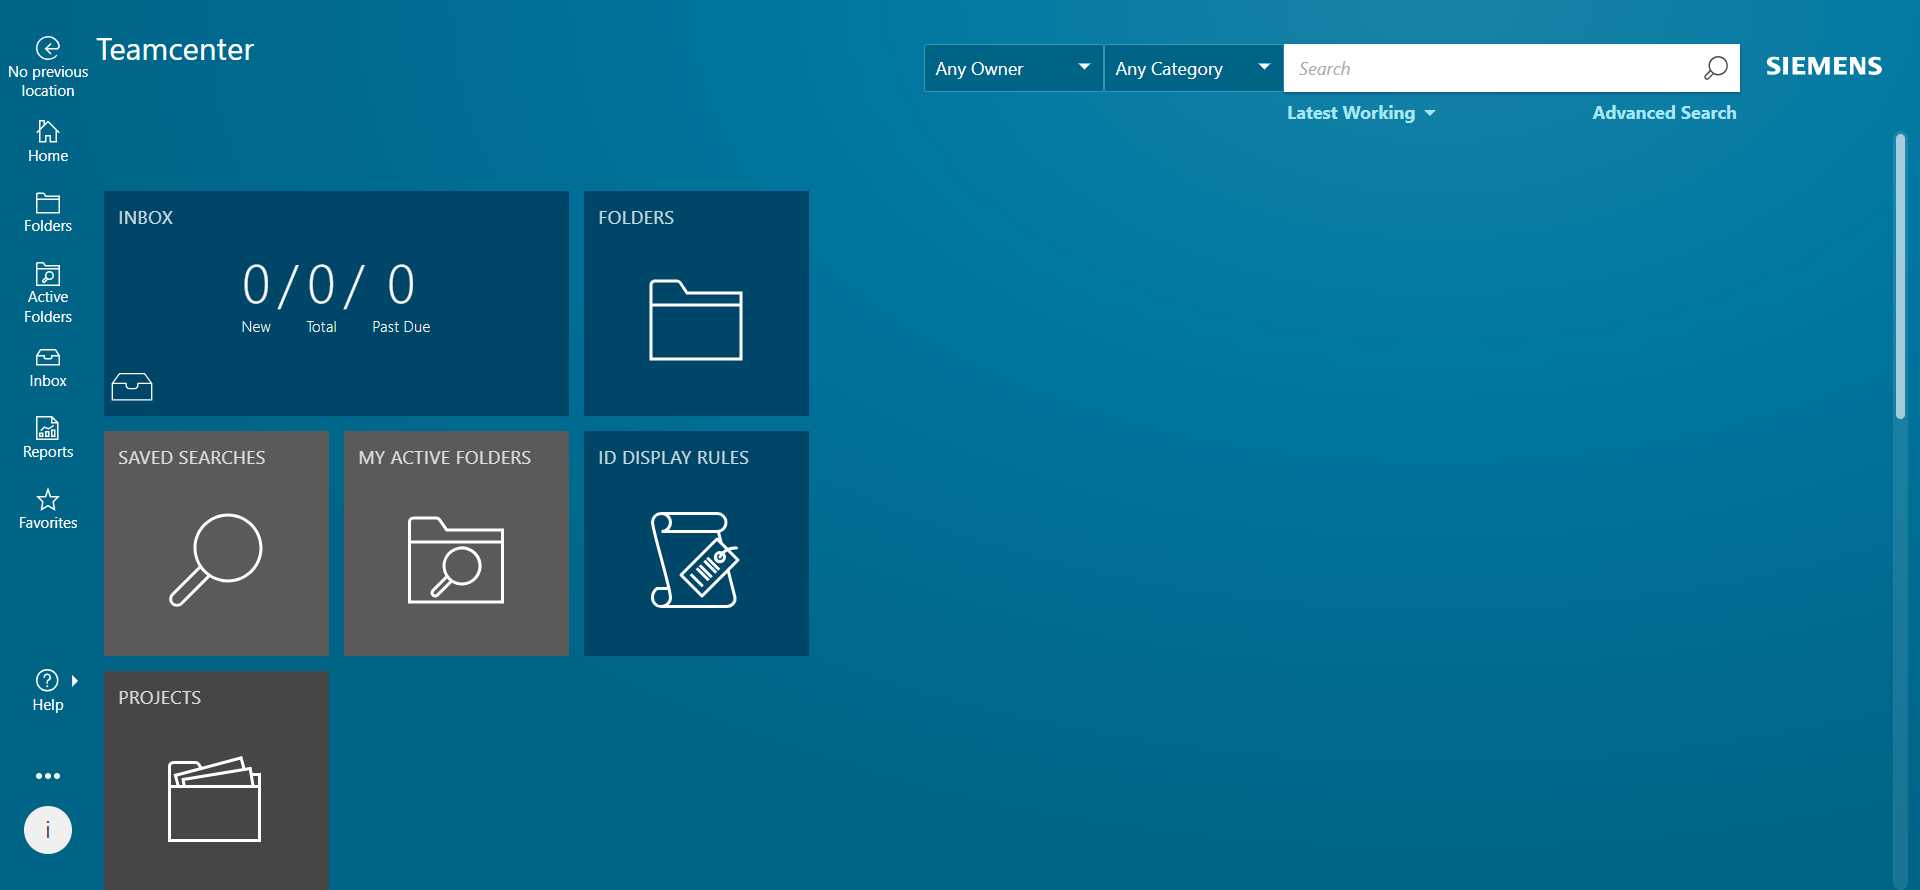 No previous
location
Home
Folders
Active
Folders
Inbox
Reports
Favorites
Help
i
Teamcenter
Any Owner
Any Category
Search
SIEMENS
Latest Working
Advanced Search
INBOX
0 / 0 / 0
New Total Past Due
FOLDERS
SAVED SEARCHES
MY ACTIVE FOLDERS
ID DISPLAY RULES
PROJECTS